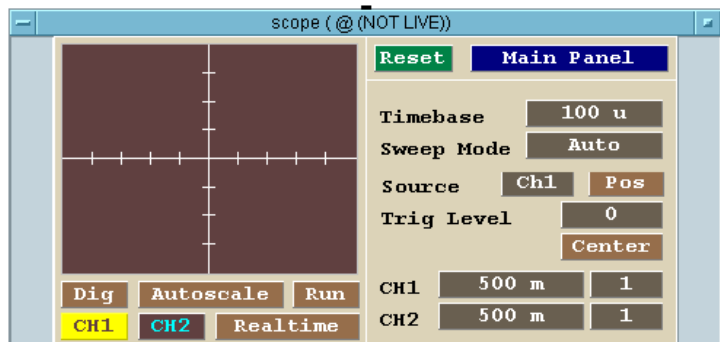 scope ( @ (NOT LIVE))
Reset Main Panel
Timebase 100 u
Sweep Mode Auto
Source Ch1 Pos
Trig Level 0
Center
Dig Autoscale Run
CH1 CH2 Realtime
CH1 500 m 1
CH2 500 m 1